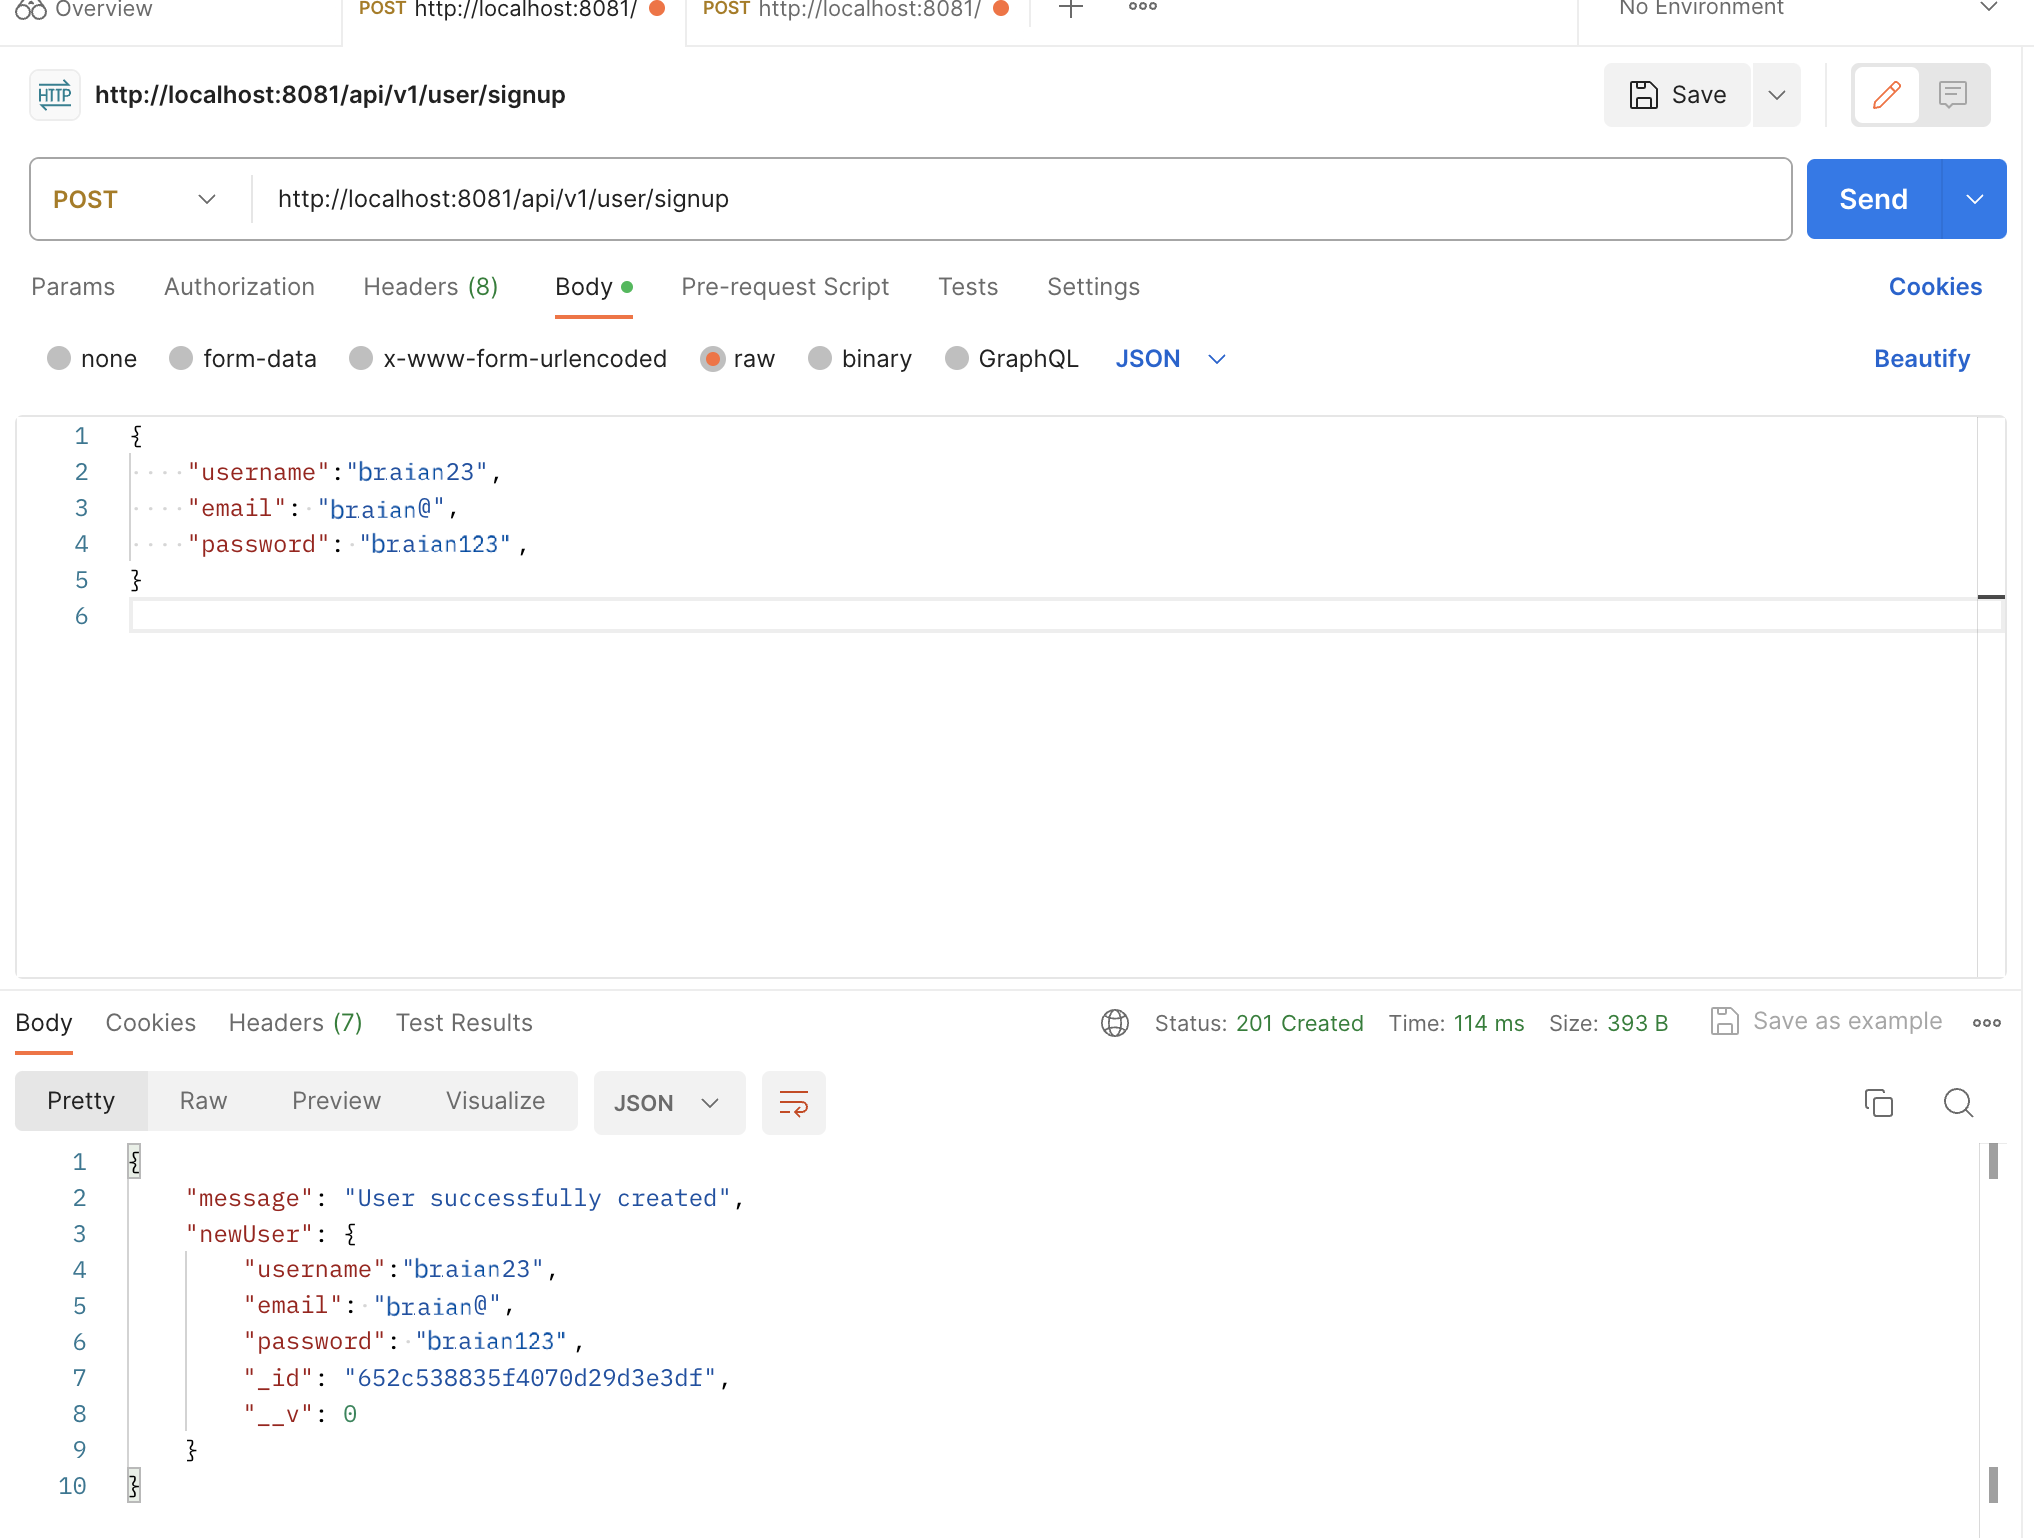 Overview
POST http://localhost:8081/
POST http://localhost:8081/
No Environment
HTTP http://localhost:8081/api/v1/user/signup
Save
POST http://localhost:8081/api/v1/user/signup
Send
Params Authorization Headers (8) Body Pre-request Script Tests Settings Cookies
none form-data x-www-form-urlencoded raw binary GraphQL JSON Beautify
1 {
2 "username":"braian23",
3 "email": "braian@",
4 "password": "braian123" ,
5 }
6
Body Cookies Headers (7) Test Results Status: 201 Created Time: 114 ms Size: 393 B Save as example
Pretty Raw Preview Visualize JSON
1 {
2 "message": "User successfully created",
3 "newUser": {
4 "username":"braian23",
5 "email": "braian@",
6 "password": "braian123" ,
7 "_id": "652c538835f4070d29d3e3df",
8 "__v": 0
9 }
10 }